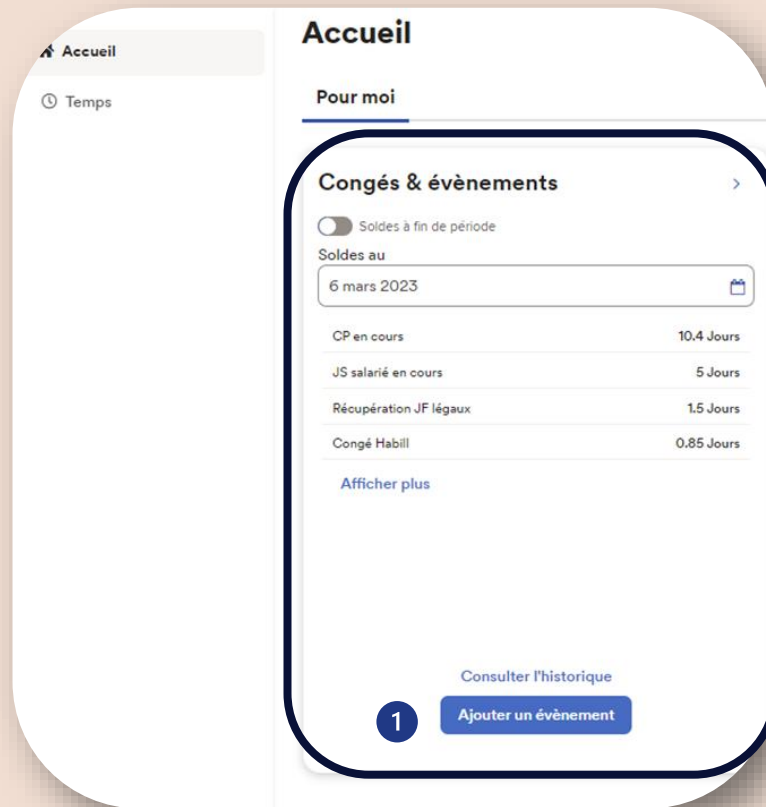 Accueil
Temps
Accueil
Pour moi
Congés & évènements
Soldes à fin de période
Soldes au
6 mars 2023
CP en cours 10.4 Jours
JS salarié en cours 5 Jours
Récupération JF légaux 1.5 Jours
Congé Habill 0.85 Jours
Afficher plus
Consulter l'historique
1 Ajouter un évènement